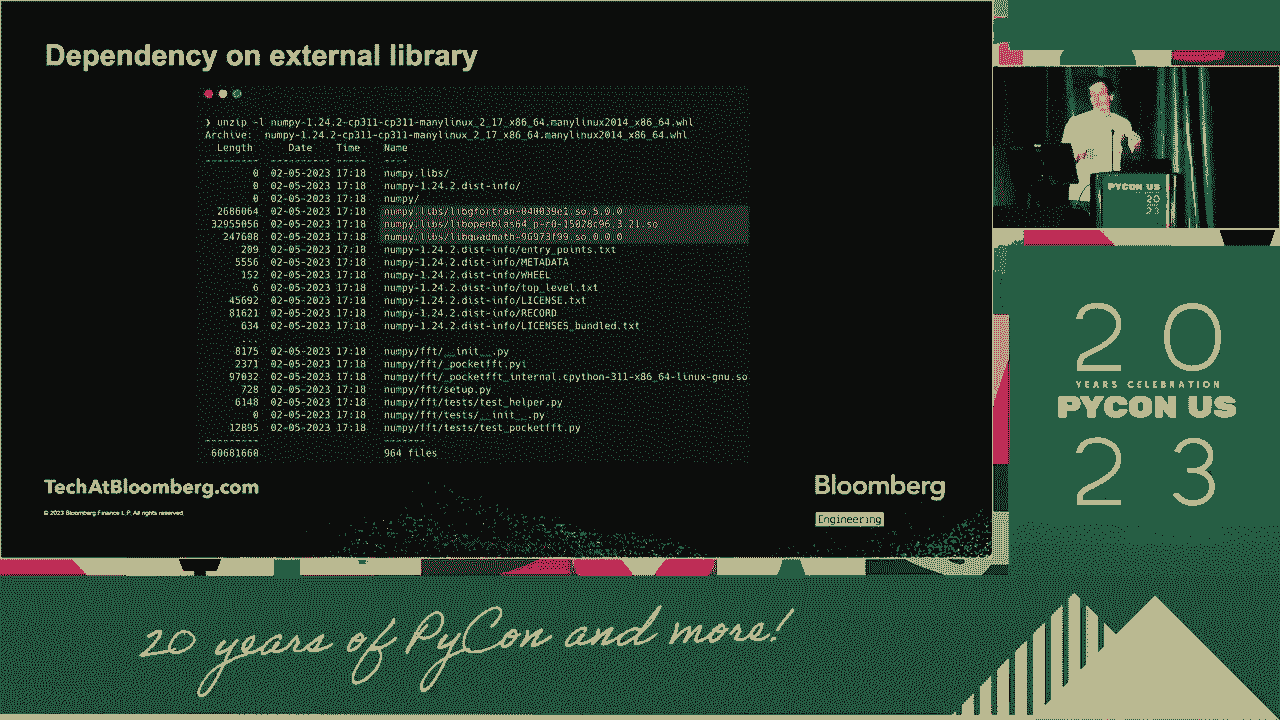 Dependency on external library
❯ unzip -l numpy-1.24.2-cp311-cp311-manylinux_2_17_x86_64.manylinux2014_x86_64.whl
Archive:  numpy-1.24.2-cp311-cp311-manylinux_2_17_x86_64.manylinux2014_x86_64.whl
Length Date Time Name
--------- ---------- ----- ----
0 02-05-2023 17:18 numpy.libs/
0 02-05-2023 17:18 numpy-1.24.2.dist-info/
0 02-05-2023 17:18 numpy/
2686064 02-05-2023 17:18 numpy.libs/libgfortran-040039e1.so.5.0.0
32955056 02-05-2023 17:18 numpy.libs/libopenblas64_p-r0-15028c96.3.21.so
247608 02-05-2023 17:18 numpy.libs/libquadmath-96973f99.so.0.0.0
209 02-05-2023 17:18 numpy-1.24.2.dist-info/entry_points.txt
5556 02-05-2023 17:18 numpy-1.24.2.dist-info/METADATA
152 02-05-2023 17:18 numpy-1.24.2.dist-info/WHEEL
6 02-05-2023 17:18 numpy-1.24.2.dist-info/top_level.txt
45692 02-05-2023 17:18 numpy-1.24.2.dist-info/LICENSE.txt
81621 02-05-2023 17:18 numpy-1.24.2.dist-info/RECORD
634 02-05-2023 17:18 numpy-1.24.2.dist-info/LICENSES_bundled.txt
...
8175 02-05-2023 17:18 numpy/fft/__init__.py
2371 02-05-2023 17:18 numpy/fft/_pocketfft.pyi
97032 02-05-2023 17:18 numpy/fft/_pocketfft_internal.cpython-311-x86_64-linux-gnu.so
728 02-05-2023 17:18 numpy/fft/setup.py
6148 02-05-2023 17:18 numpy/fft/tests/test_helper.py
0 02-05-2023 17:18 numpy/fft/tests/__init__.py
12895 02-05-2023 17:18 numpy/fft/tests/test_pocketfft.py
--------- -------
60681660 964 files
TechAtBloomberg.com
© 2023 Bloomberg Finance L.P. All rights reserved.
Bloomberg
Engineering
PYCON US
20
23
20
YEARS CELEBRATION
PYCON US
23
20 years of PyCon and more!